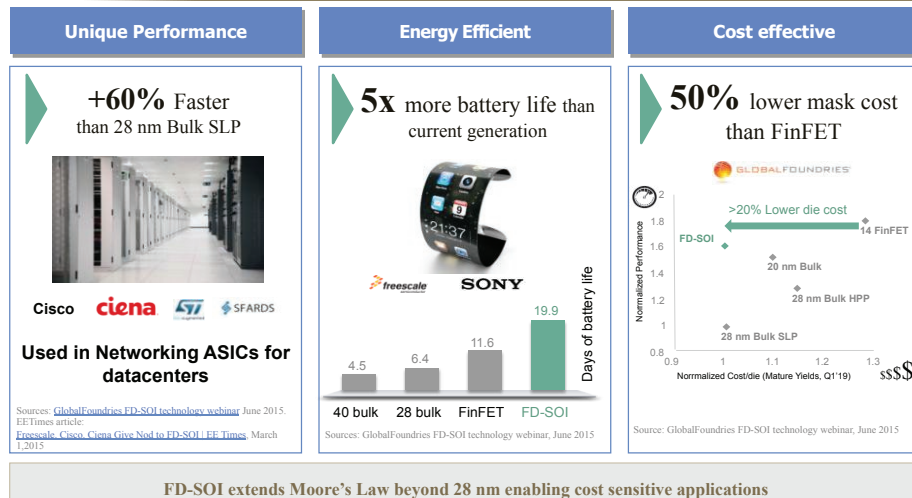 Unique Performance
+60% Faster
than 28 nm Bulk SLP
Cisco
ciena
ST
SFARDS
Used in Networking ASICs for
datacenters
Sources: GlobalFoundries FD-SOI technology webinar June 2015.
EETimes article:
Freescale, Cisco, Ciena Give Nod to FD-SOI | EE Times, March
1,2015
Energy Efficient
5x more battery life than
current generation
9
21:37
freescale
SONY
Days of battery life
4.5
6.4
11.6
19.9
40 bulk
28 bulk
FinFET
FD-SOI
Sources: GlobalFoundries FD-SOI technology webinar, June 2015
Cost effective
50% lower mask cost
than FinFET
GLOBALFOUNDRIES
Normalized Performance
2
1.8
1.6
1.4
1.2
1
0.8
>20% Lower die cost
14 FinFET
FD-SOI
20 nm Bulk
28 nm Bulk HPP
28 nm Bulk SLP
0.9
1
1.1
1.2
1.3
Normalized Cost/die (Mature Yields, Q1'19)
$$$$
Source: GlobalFoundries FD-SOI technology webinar, June 2015
FD-SOI extends Moore's Law beyond 28 nm enabling cost sensitive applications